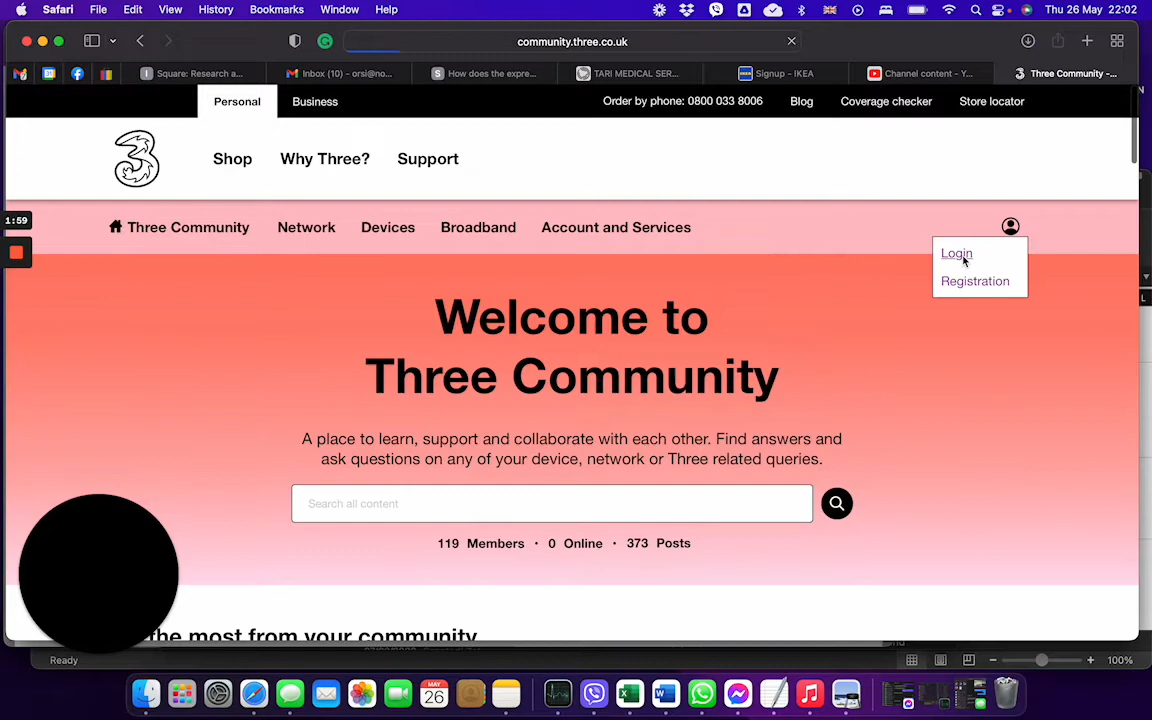 Safari File Edit View History Bookmarks Window Help Thu 26 May 22:02
community.three.co.uk
Square: Research a... Inbox (10) - orsi@no... How does the expre... TARI MEDICAL SER... Signup - IKEA Channel content - Y... Three Community -...
Personal Business Order by phone: 0800 033 8006 Blog Coverage checker Store locator
Shop Why Three? Support
1:59
Three Community Network Devices Broadband Account and Services
Login
Registration
Welcome to
Three Community
A place to learn, support and collaborate with each other. Find answers and
ask questions on any of your device, network or Three related queries.
Search all content
119 Members · 0 Online · 373 Posts
the most from your community
Ready 100%
MAY
26